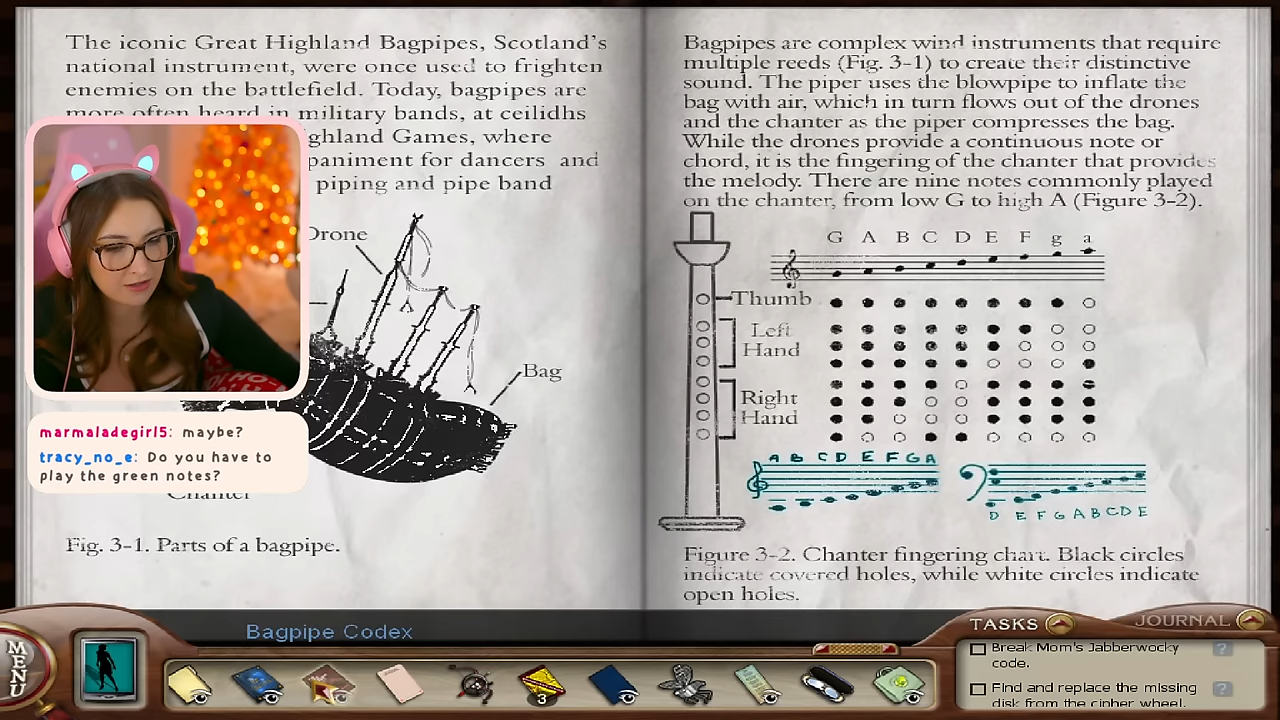 The iconic Great Highland Bagpipes, Scotland's
national instrument, were once used to frighten
enemies on the battlefield. Today, bagpipes are
more often heard in military bands, at ceilidhs
ghland Games, where
paniment for dancers and
piping and pipe band
Drone
Bag
Chanter
Fig. 3-1. Parts of a bagpipe.
marmaladegirl5: maybe?
tracy_no_e: Do you have to
play the green notes?
Bagpipes are complex wind instruments that require
multiple reeds (Fig. 3-1) to create their distinctive
sound. The piper uses the blowpipe to inflate the
bag with air, which in turn flows out of the drones
and the chanter as the piper compresses the bag.
While the drones provide a continuous note or
chord, it is the fingering of the chanter that provides
the melody. There are nine notes commonly played
on the chanter, from low G to high A (Figure 3-2).
G A B C D E F g a
Thumb
Left
Hand
Right
Hand
A B C D E F G A
D E F G A B C D E
Figure 3-2. Chanter fingering chart. Black circles
indicate covered holes, while white circles indicate
open holes.
Bagpipe Codex
MENU
3
TASKS
JOURNAL
Break Mom's Jabberwocky ?
code.
Find and replace the missing ?
disk from the cipher wheel.